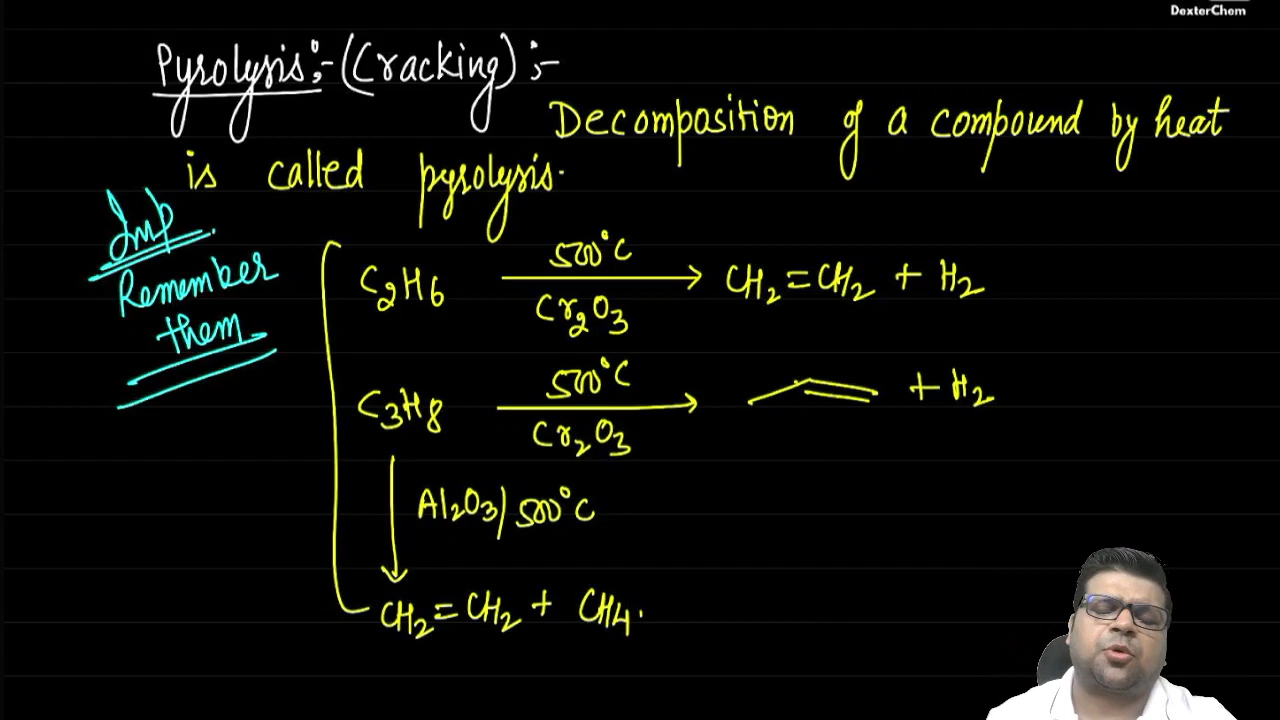 DexterChem
Pyrolysis:- (Cracking) :-
Decomposition of a compound by heat
is called pyrolysis.
Imp
Remember
them
C2H6 500°C Cr2O3 CH2=CH2 + H2
C3H8 500°C Cr2O3 + H2
Al2O3/500°C
CH2=CH2 + CH4.